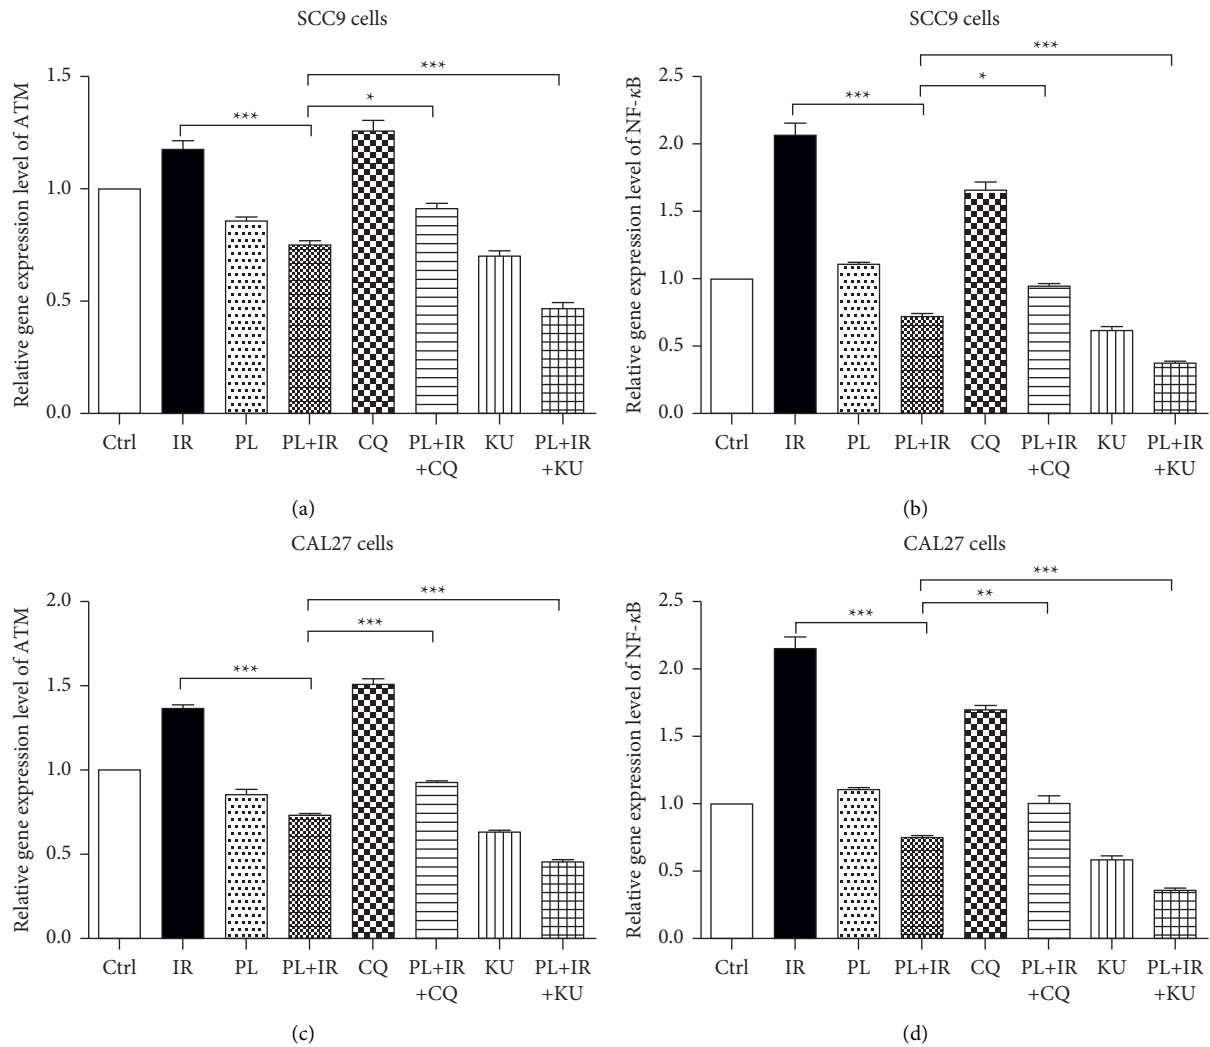 SCC9 cells
Relative gene expression level of ATM
1.5
1.0
0.5
0.0
***
*
***
Ctrl IR PL PL+IR CQ PL+IR KU PL+IR
+CQ +KU
(a)
SCC9 cells
Relative gene expression level of NF-κB
2.5
2.0
1.5
1.0
0.5
0.0
***
*
***
Ctrl IR PL PL+IR CQ PL+IR KU PL+IR
+CQ +KU
(b)
CAL27 cells
Relative gene expression level of ATM
2.0
1.5
1.0
0.5
0.0
***
***
***
Ctrl IR PL PL+IR CQ PL+IR KU PL+IR
+CQ +KU
(c)
CAL27 cells
Relative gene expression level of NF-κB
2.5
2.0
1.5
1.0
0.5
0.0
***
**
***
Ctrl IR PL PL+IR CQ PL+IR KU PL+IR
+CQ +KU
(d)